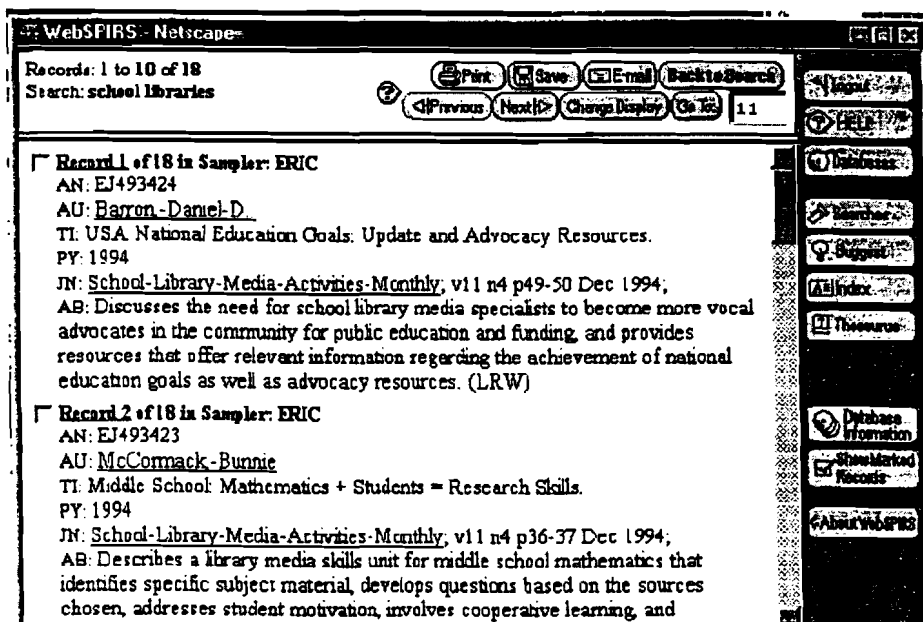 WebSPIRS - Netscape
Records: 1 to 10 of 18
Search: school libraries
Print Save E-mail Back to Search
Previous Next Change Display Go To: 11
Record 1 of 18 in Sampler: ERIC
AN: EJ493424
AU: Barron-Daniel-D.
TI: USA National Education Goals: Update and Advocacy Resources.
PY: 1994
JN: School-Library-Media-Activities-Monthly; v11 n4 p49-50 Dec 1994;
AB: Discusses the need for school library media specialists to become more vocal
advocates in the community for public education and funding, and provides
resources that offer relevant information regarding the achievement of national
education goals as well as advocacy resources. (LRW)
Record 2 of 18 in Sampler: ERIC
AN: EJ493423
AU: McCormack-Bunnie
TI: Middle School: Mathematics + Students = Research Skills.
PY: 1994
JN: School-Library-Media-Activities-Monthly; v11 n4 p36-37 Dec 1994;
AB: Describes a library media skills unit for middle school mathematics that
identifies specific subject material, develops questions based on the sources
chosen, addresses student motivation, involves cooperative learning, and
Logout
HELP
Databases
Searches
Suggest
Index
Thesaurus
Database
Information
Show Marked
Records
About WebSPIRS